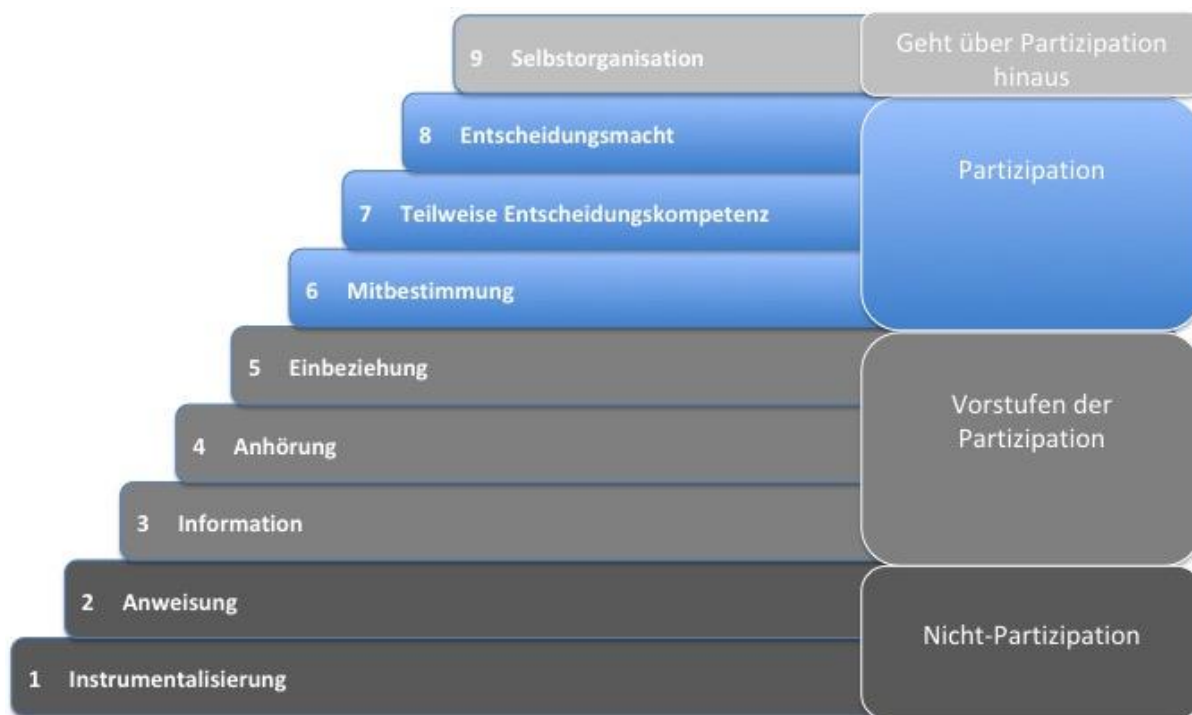 9 Selbstorganisation
Geht über Partizipation
hinaus
8 Entscheidungsmacht
Partizipation
7 Teilweise Entscheidungskompetenz
6 Mitbestimmung
5 Einbeziehung
Vorstufen der
Partizipation
4 Anhörung
3 Information
2 Anweisung
Nicht-Partizipation
1 Instrumentalisierung